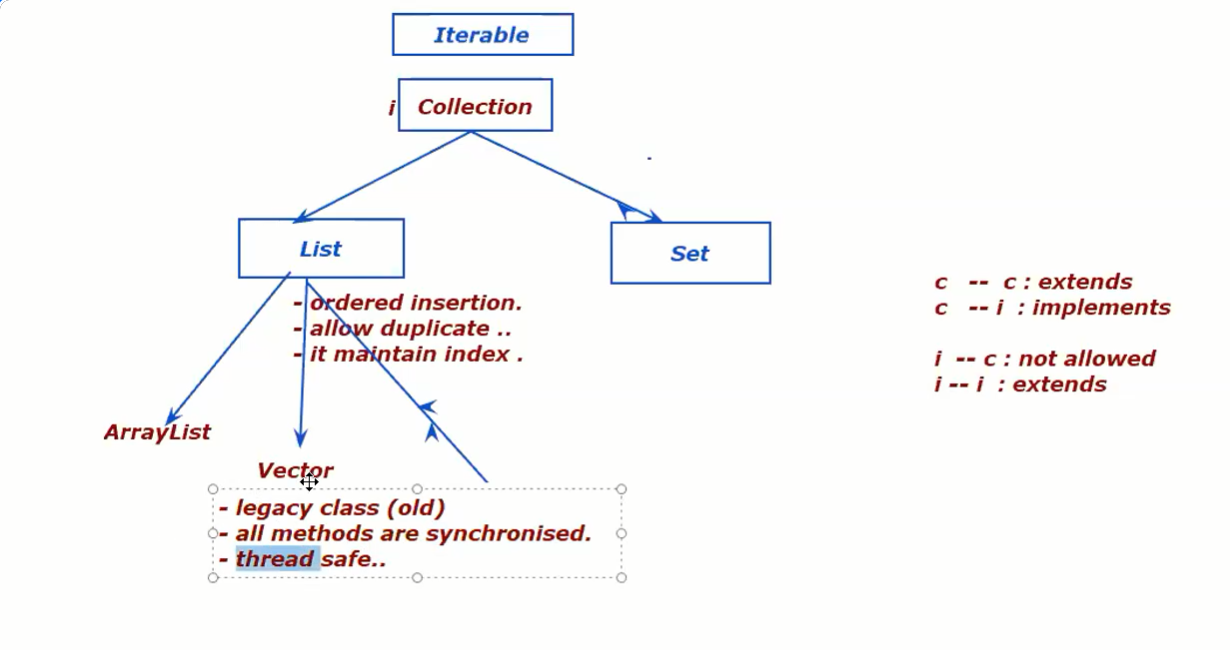 Iterable
i Collection
List
Set
- ordered insertion.
- allow duplicate ..
- it maintain index .
c -- c : extends
c -- i : implements
i -- c : not allowed
i -- i : extends
ArrayList
Vector
- legacy class (old)
- all methods are synchronised.
- thread safe..